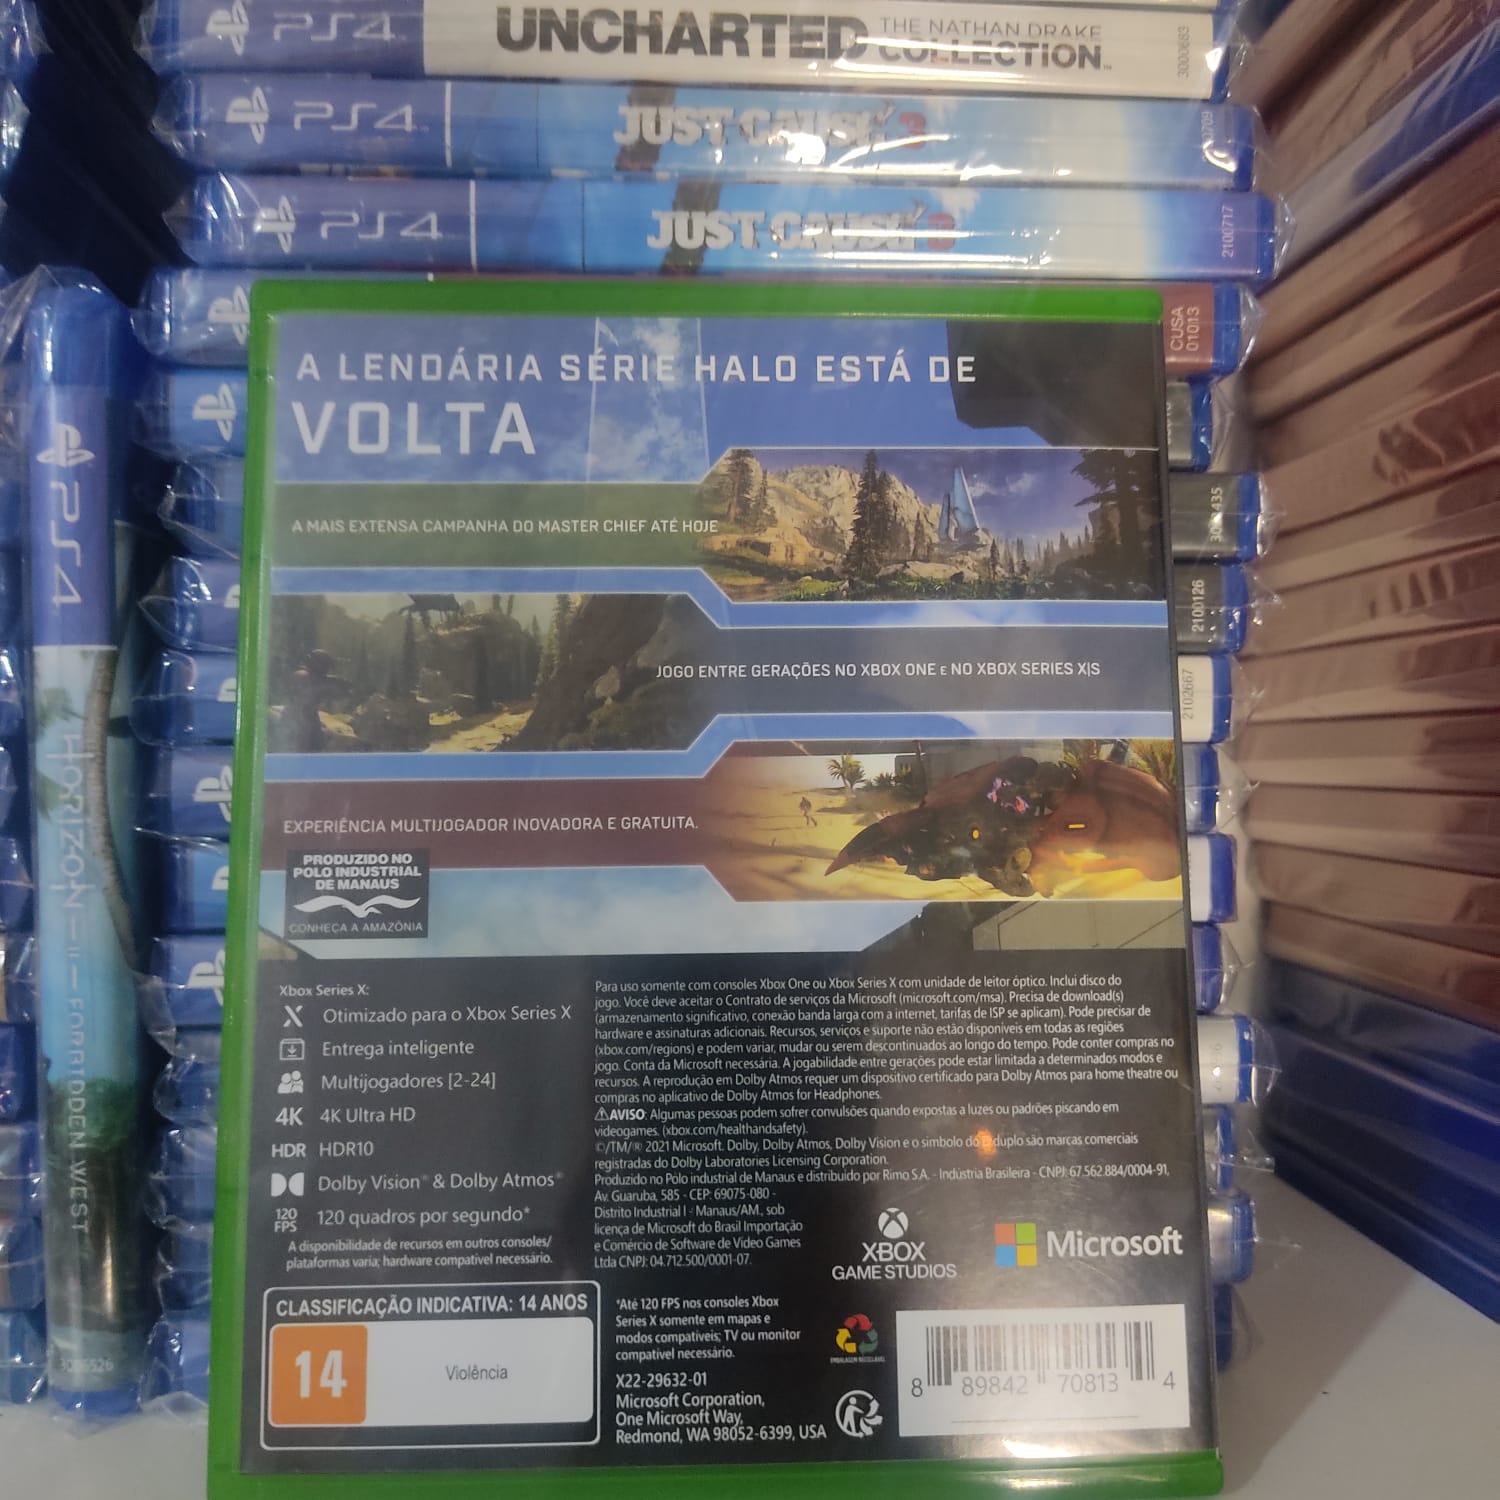 PS4
UNCHARTED THE NATHAN DRAKE
COLLECTION™
3000683
PS4
JUST CAUSE 3
PS4
JUST CAUSE 3
2100717
CUSA
01013
2100126
2102667
PS4
HORIZON II FORBIDDEN WEST
A LENDÁRIA SÉRIE HALO ESTÁ DE
VOLTA
A MAIS EXTENSA CAMPANHA DO MASTER CHIEF ATÉ HOJE
JOGO ENTRE GERAÇÕES NO XBOX ONE E NO XBOX SERIES X|S
EXPERIÊNCIA MULTIJOGADOR INOVADORA E GRATUITA.
PRODUZIDO NO
POLO INDUSTRIAL
DE MANAUS
CONHEÇA A AMAZÔNIA
Xbox Series X:
X Otimizado para o Xbox Series X
Entrega inteligente
Multijogadores [2-24]
4K 4K Ultra HD
HDR HDR10
Dolby Vision® & Dolby Atmos®
120
FPS 120 quadros por segundo*
A disponibilidade de recursos em outros consoles/
plataformas varia; hardware compatível necessário.
Para uso somente com consoles Xbox One ou Xbox Series X com unidade de leitor óptico. Inclui disco do
jogo. Você deve aceitar o Contrato de serviços da Microsoft (microsoft.com/msa). Precisa de download(s)
(armazenamento significativo, conexão banda larga com a internet, tarifas de ISP se aplicam). Pode precisar de
hardware e assinaturas adicionais. Recursos, serviços e suporte não estão disponíveis em todas as regiões
(xbox.com/regions) e podem variar, mudar ou serem descontinuados ao longo do tempo. Pode conter compras no
jogo. Conta da Microsoft necessária. A jogabilidade entre gerações pode estar limitada a determinados modos e
recursos. A reprodução em Dolby Atmos requer um dispositivo certificado para Dolby Atmos para home theatre ou
compras no aplicativo de Dolby Atmos for Headphones.
⚠AVISO: Algumas pessoas podem sofrer convulsões quando expostas a luzes ou padrões piscando em
videogames. (xbox.com/healthandsafety).
©/TM/® 2021 Microsoft. Dolby, Dolby Atmos, Dolby Vision e o símbolo do D duplo são marcas comerciais
registradas do Dolby Laboratories Licensing Corporation.
Produzido no Pólo industrial de Manaus e distribuído por Rimo S.A. - Indústria Brasileira - CNPJ: 67.562.884/0004-91,
Av. Guaruba, 585 - CEP: 69075-080 -
Distrito Industrial I - Manaus/AM., sob
licença de Microsoft do Brasil Importação
e Comércio de Software de Video Games
Ltda CNPJ: 04.712.500/0001-07.
XBOX
GAME STUDIOS
Microsoft
CLASSIFICAÇÃO INDICATIVA: 14 ANOS
14
Violência
*Até 120 FPS nos consoles Xbox
Series X somente em mapas e
modos compatíveis; TV ou monitor
compatível necessário.
X22-29632-01
Microsoft Corporation,
One Microsoft Way,
Redmond, WA 98052-6399, USA
EMBALAGEM RECICLÁVEL
8 89842 70813 4